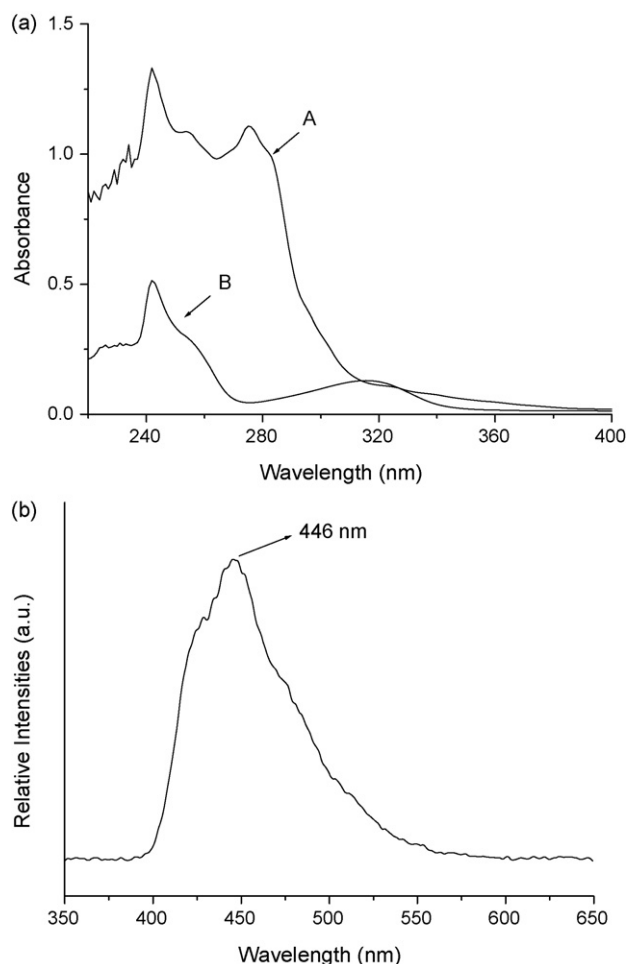 (a)
1.5
1.0
0.5
0.0
Absorbance
A
B
240 280 320 360 400
Wavelength (nm)
(b)
446 nm
Relative Intensities (a.u.)
350 400 450 500 550 600 650
Wavelength (nm)